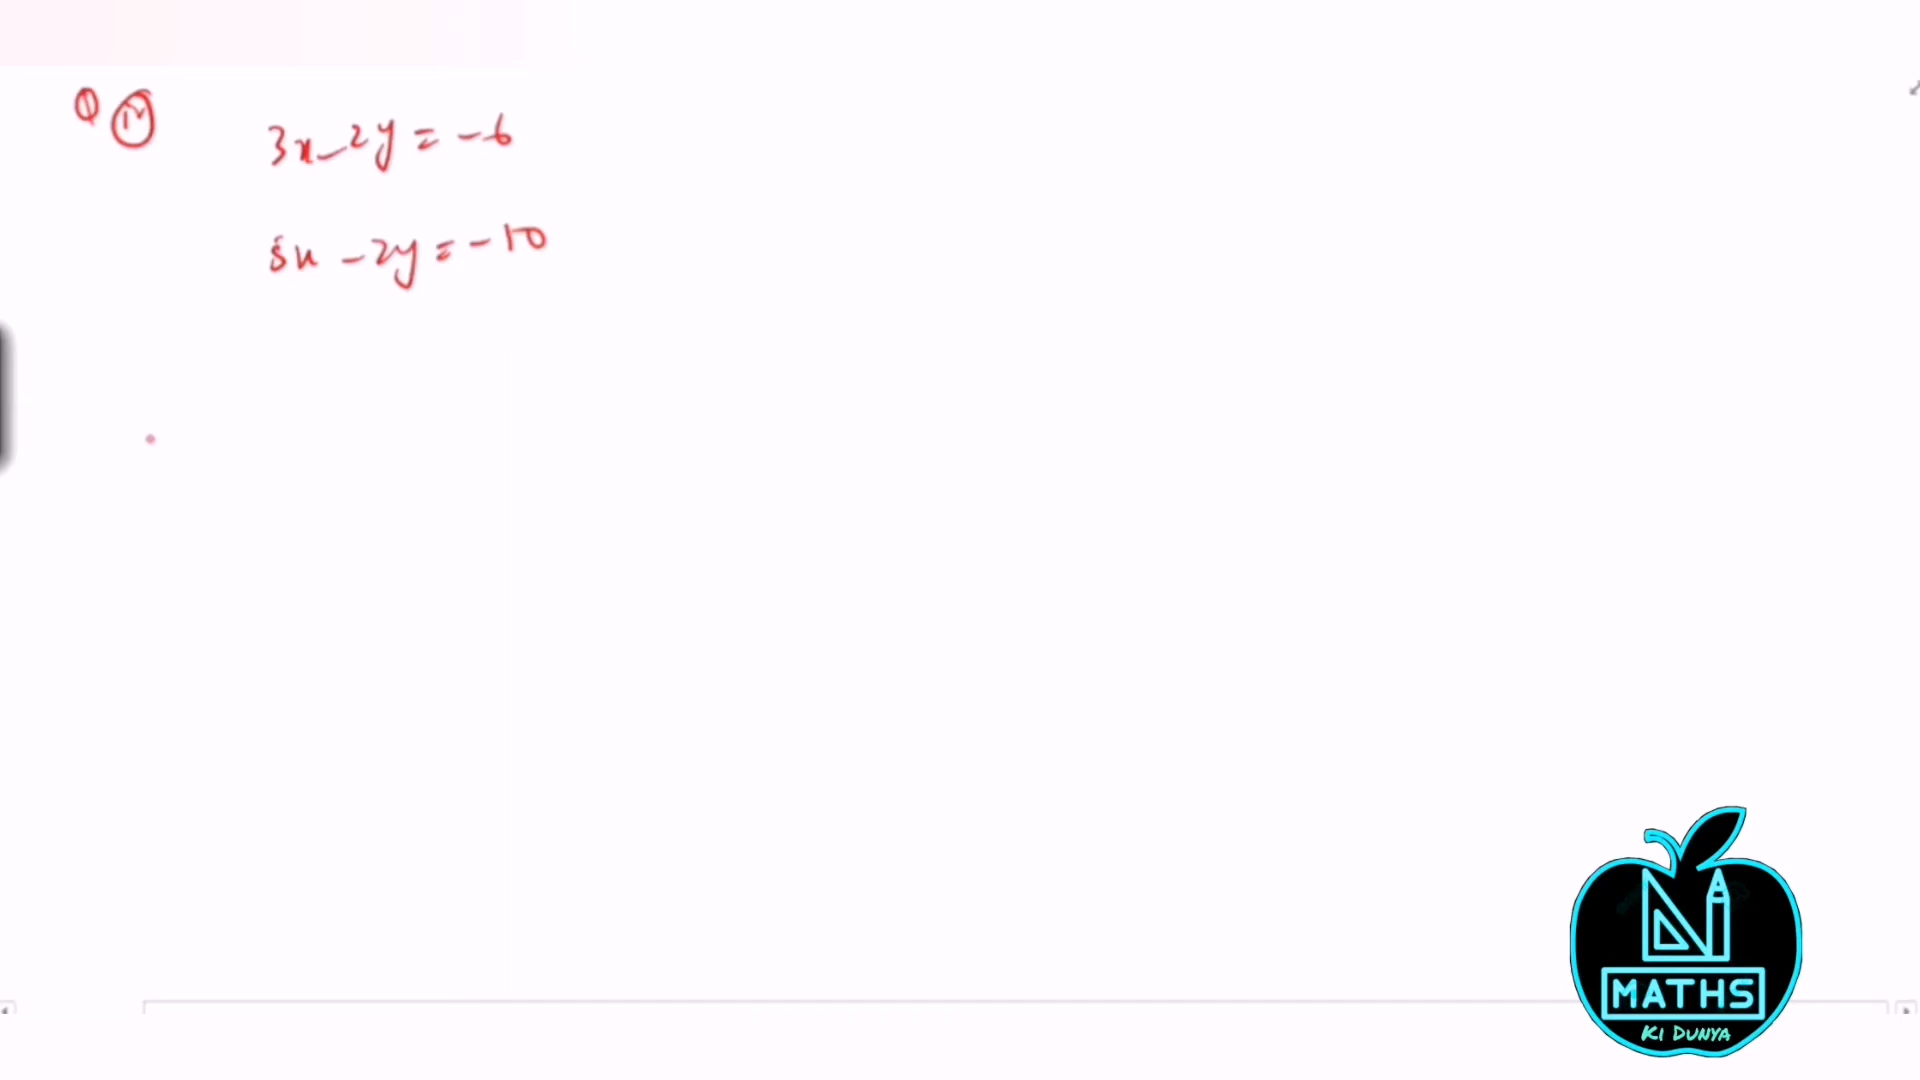 Q (iv) 3x-2y = -6
5x - 2y = -10
MATHS
KI DUNYA